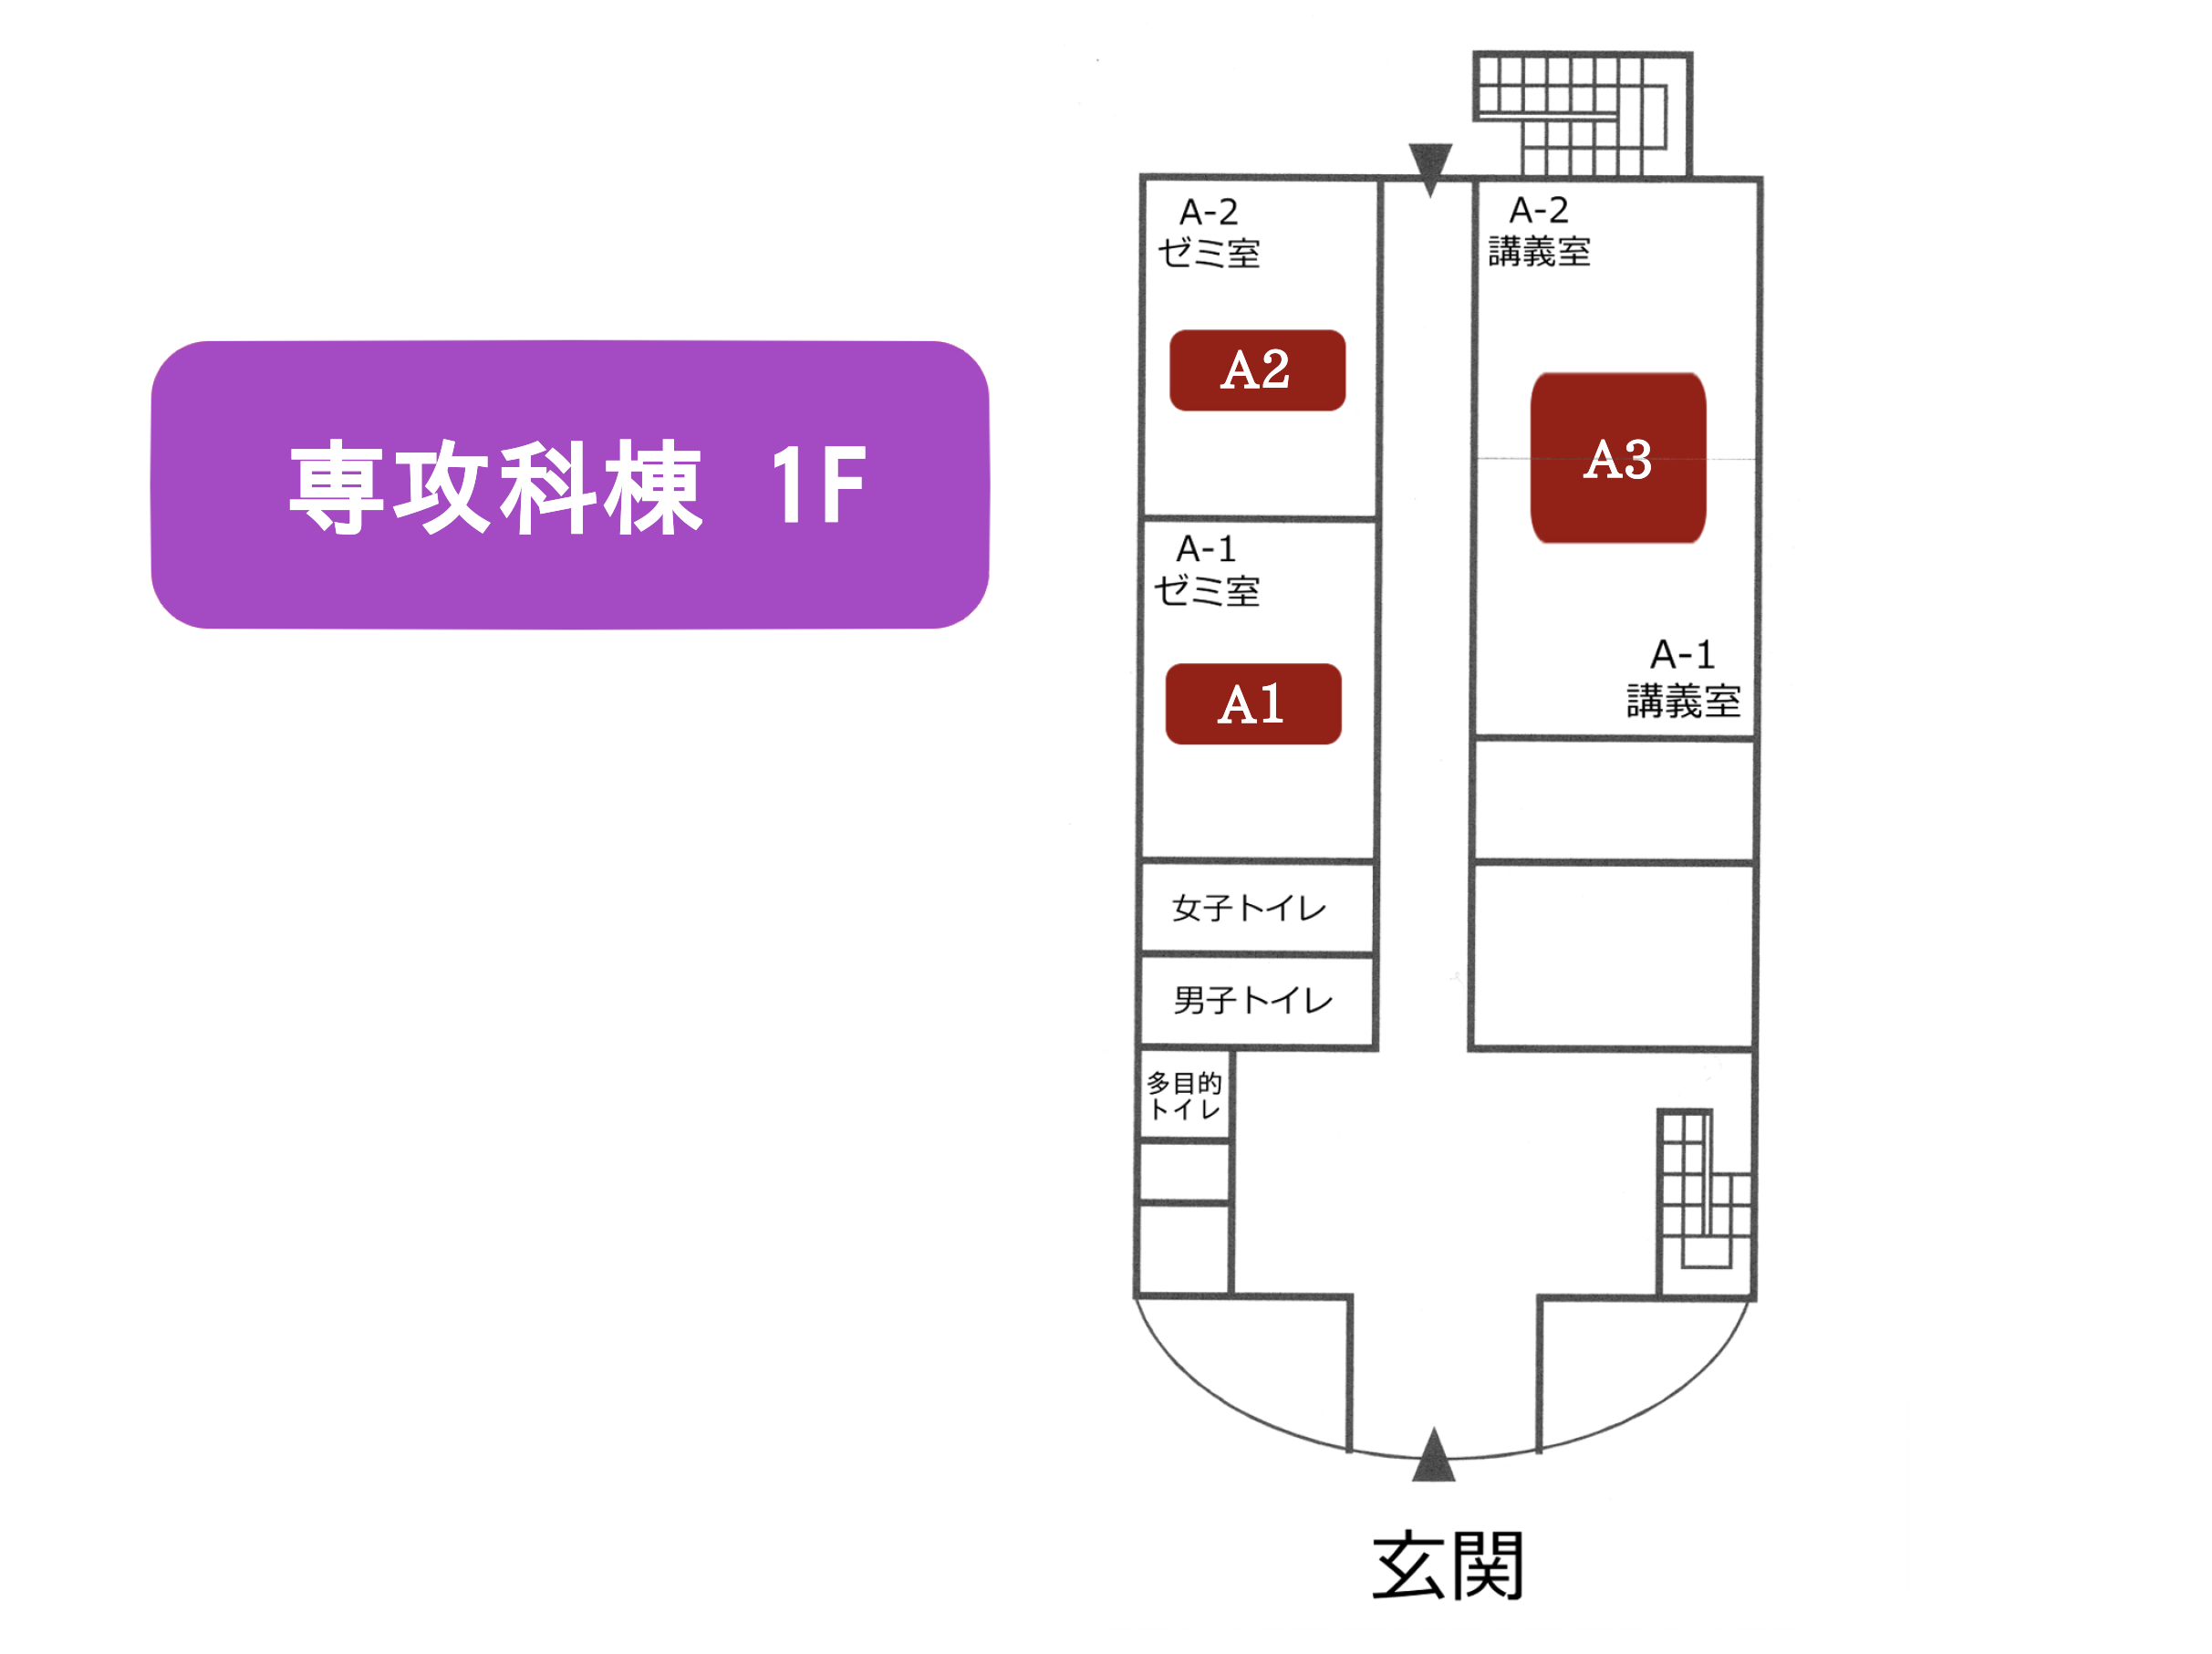 専攻科棟 1F
A-2
ゼミ室
A2
A-2
講義室
A3
A-1
ゼミ室
A1
A-1
講義室
女子トイレ
男子トイレ
多目的
トイレ
玄関